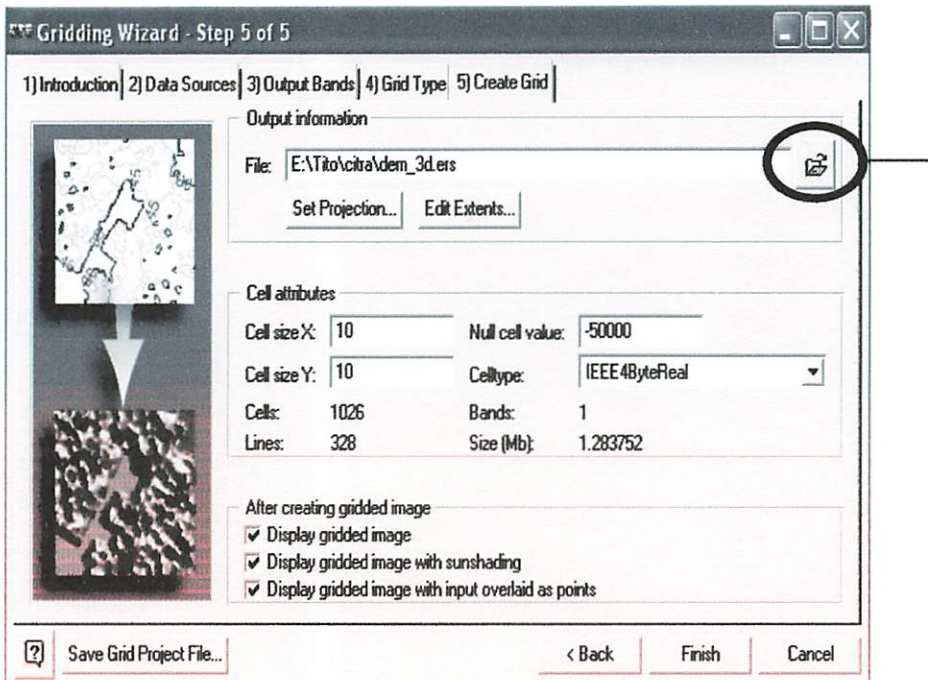 Gridding Wizard - Step 5 of 5
1) Introduction 2) Data Sources 3) Output Bands 4) Grid Type 5) Create Grid
Output information
File: E:\Tito\citra\dem_3d.ers
Set Projection... Edit Extents...
Cell attributes
Cell size X: 10 Null cell value: -50000
Cell size Y: 10 Celltype: IEEE4ByteReal
Cells: 1026 Bands: 1
Lines: 328 Size (Mb): 1.283752
After creating gridded image
Display gridded image
Display gridded image with sunshading
Display gridded image with input overlaid as points
? Save Grid Project File... < Back Finish Cancel